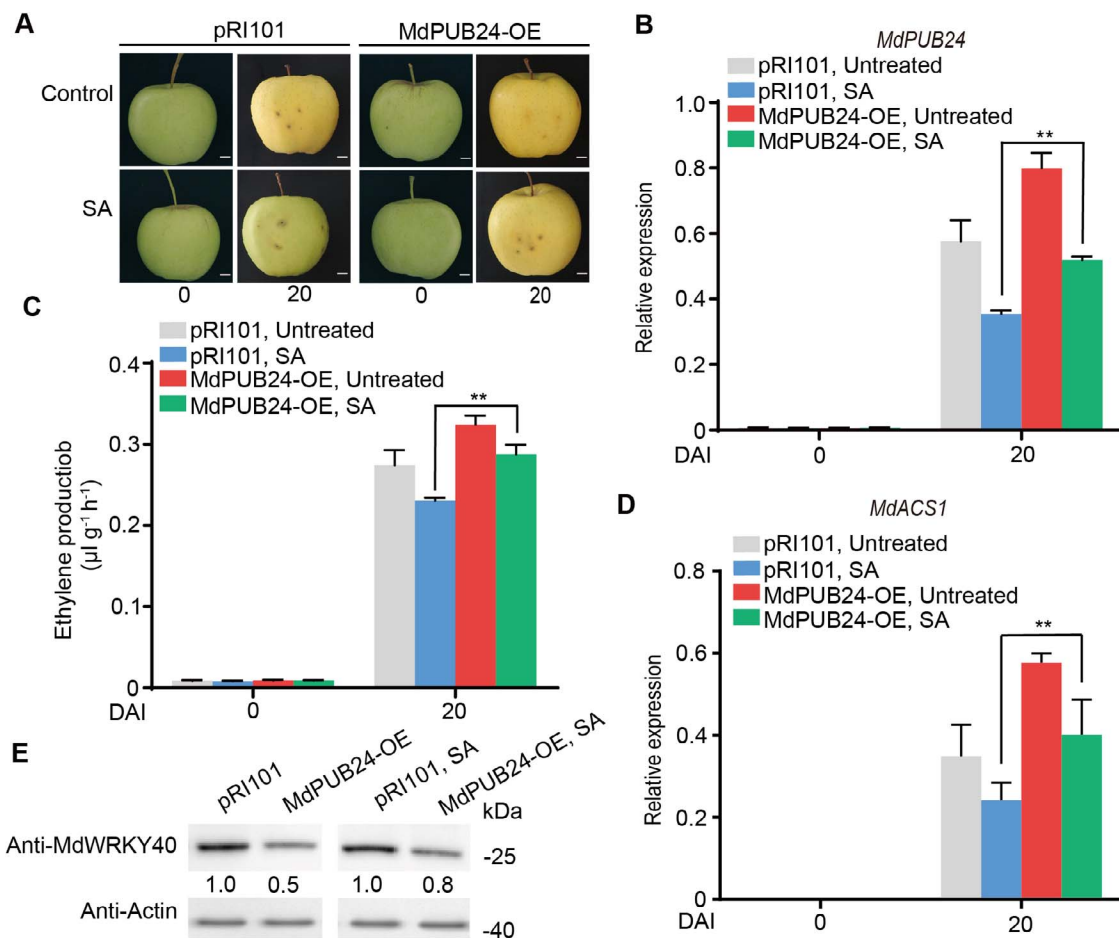 A
pRI101
MdPUB24-OE
Control
SA
0
20
0
20
B
MdPUB24
pRI101, Untreated
pRI101, SA
MdPUB24-OE, Untreated
MdPUB24-OE, SA
Relative expression
1.0
0.8
0.6
0.4
0.2
0
**
DAI
0
20
C
pRI101, Untreated
pRI101, SA
MdPUB24-OE, Untreated
MdPUB24-OE, SA
Ethylene productiob
(µl g⁻¹ h⁻¹)
0.4
0.3
0.2
0.1
0
**
DAI
0
20
D
MdACS1
pRI101, Untreated
pRI101, SA
MdPUB24-OE, Untreated
MdPUB24-OE, SA
Relative expression
0.8
0.6
0.4
0.2
0
**
DAI
0
20
E
pRI101
MdPUB24-OE
pRI101, SA
MdPUB24-OE, SA
kDa
Anti-MdWRKY40
-25
1.0 0.5 1.0 0.8
Anti-Actin
-40